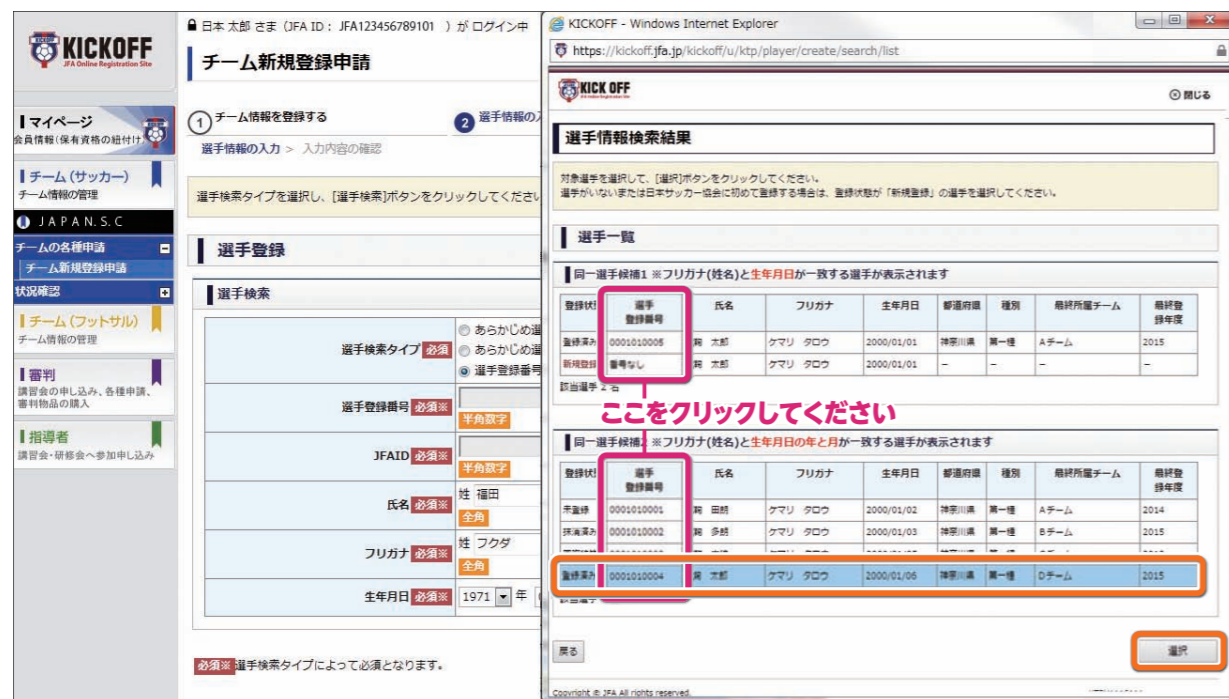 KICKOFF
JFA Online Registration Site
マイページ
会員情報(保有資格の紐付け)
チーム (サッカー)
チーム情報の管理
JAPAN.S.C
チームの各種申請
チーム新規登録申請
状況確認
チーム (フットサル)
チーム情報の管理
審判
講習会の申し込み、各種申請、
審判物品の購入
指導者
講習会・研修会へ参加申し込み
日本 太郎 さま (JFA ID： JFA123456789101 ) が ログイン中
チーム新規登録申請
1 チーム情報を登録する
2 選手情報の
選手情報の入力 > 入力内容の確認
選手検索タイプを選択し、[選手検索]ボタンをクリックしてくださ
選手登録
選手検索
選手検索タイプ 必須
あらかじめ選
あらかじめ選
選手登録番号
選手登録番号 必須※
半角数字
JFAID 必須※
半角数字
氏名 必須※
姓 福田
全角
フリガナ 必須※
姓 フクダ
全角
生年月日 必須※ 1971 年
必須※ 選手検索タイプによって必須となります。
KICKOFF - Windows Internet Explorer
https://kickoff.jfa.jp/kickoff/u/ktp/player/create/search/list
KICK OFF
閉じる
選手情報検索結果
対象選手を選択して、[選択]ボタンをクリックしてください。
選手がいないまたは日本サッカー協会に初めて登録する場合は、登録状態が「新規登録」の選手を選択してください。
選手一覧
同一選手候補1 ※フリガナ(姓名)と生年月日が一致する選手が表示されます
登録状 選手登録番号 氏名 フリガナ 生年月日 都道府県 種別 最終所属チーム 最終登録年度
登録済み 0001010005 太郎 ケマリ タロウ 2000/01/01 神奈川県 第一種 Aチーム 2015
新規登録 番号なし 太郎 ケマリ タロウ 2000/01/01 - - - -
該当選手 2 名
ここをクリックしてください
同一選手候補2 ※フリガナ(姓名)と生年月日の年と月が一致する選手が表示されます
登録状 選手登録番号 氏名 フリガナ 生年月日 都道府県 種別 最終所属チーム 最終登録年度
未登録 0001010001 田朗 ケマリ タロウ 2000/01/02 神奈川県 第一種 Aチーム 2014
抹消済み 0001010002 多朗 ケマリ タロウ 2000/01/03 神奈川県 第一種 Bチーム 2015
登録済み 0001010004 太郎 ケマリ タロウ 2000/01/06 神奈川県 第一種 Dチーム 2015
該当選手
戻る
選択
Copyright © JFA All rights reserved.